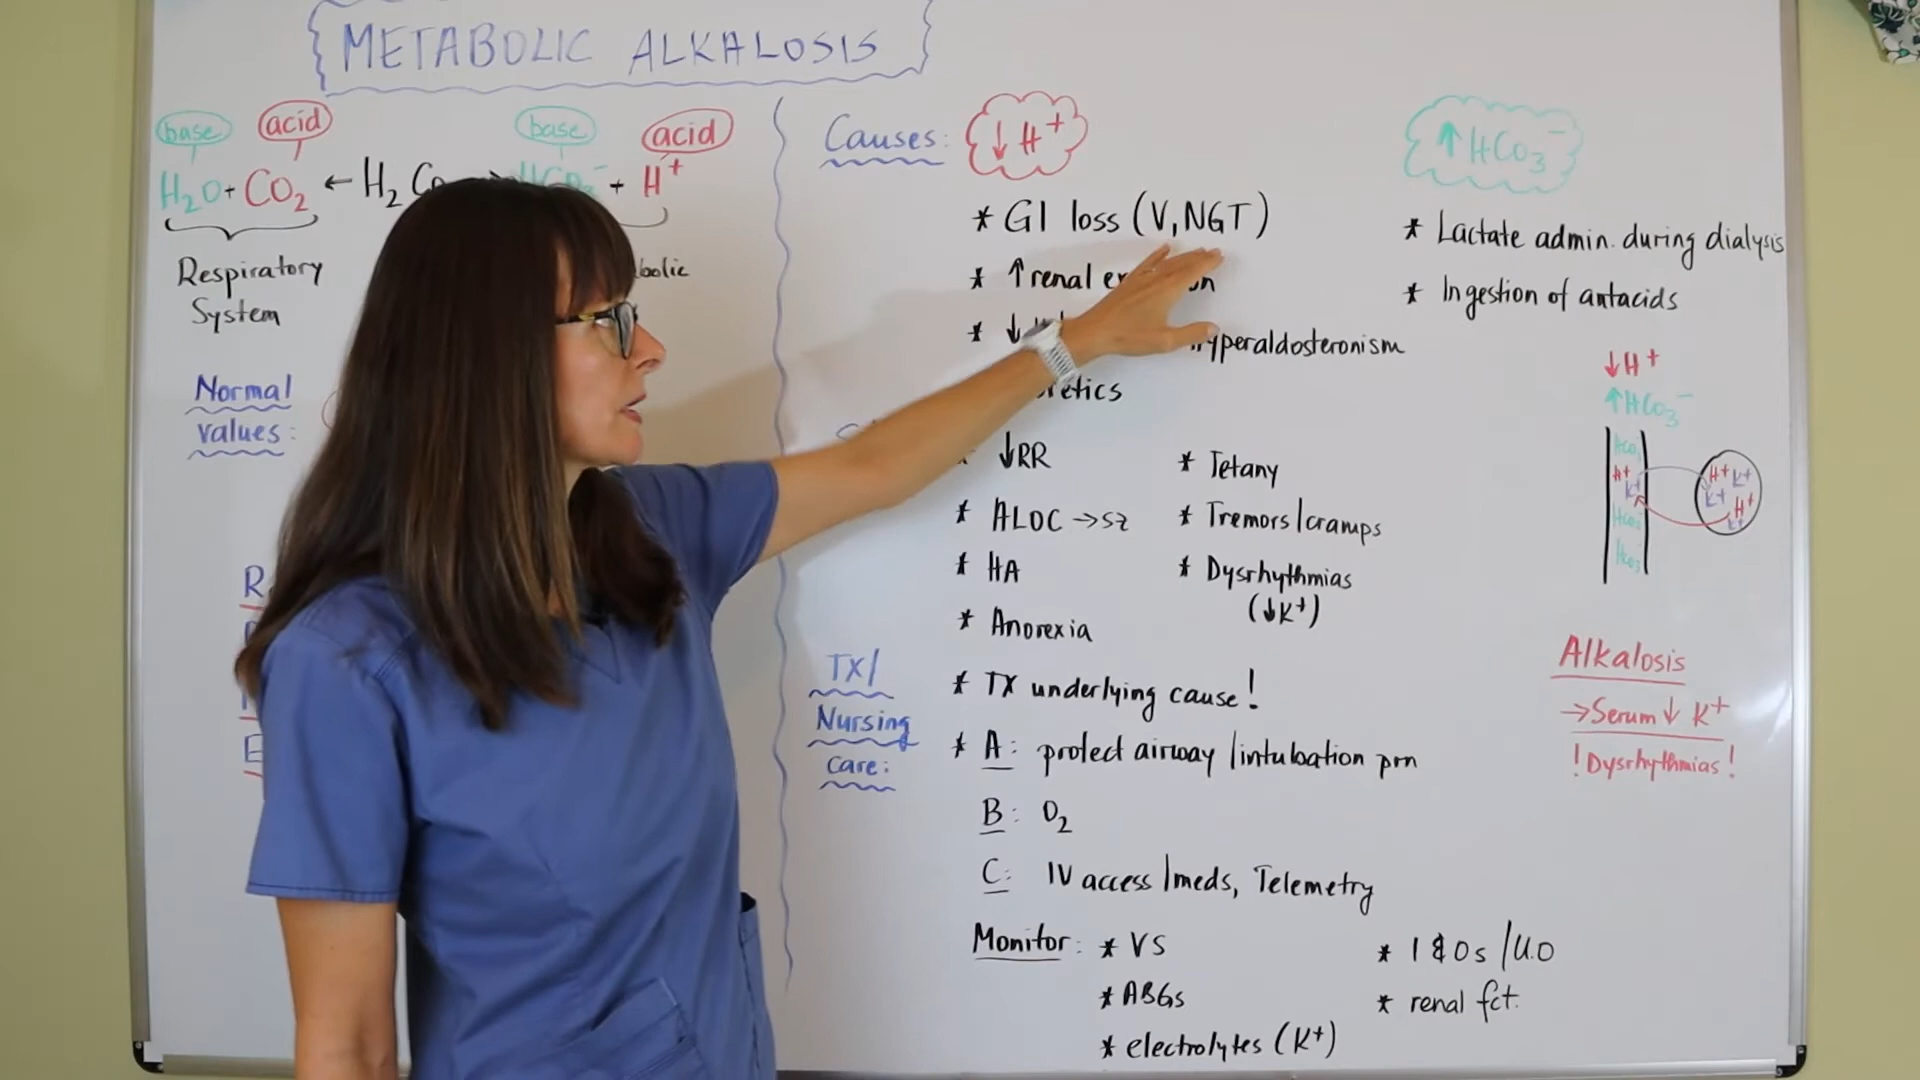 METABOLIC ALKALOSIS
base acid base acid
H₂O + CO₂ ← H₂ + H⁺
Respiratory
System
Normal
values:
Causes: ↓ H⁺
* GI loss (V, NGT)
* ↑ renal
* ↓ hyperaldosteronism
↑ HCO₃⁻
* Lactate admin. during dialysis
* Ingestion of antacids
↓ H⁺
↑ HCO₃⁻
HCO₃
H⁺
K⁺
HCO₃
HCO₃
H⁺ K⁺
K⁺ H⁺
K⁺
↓ RR
* ALOC → SZ
* HA
* Anorexia
* Tetany
* Tremors/cramps
* Dysrhythmias
(↓K⁺)
Alkalosis
→ Serum ↓ K⁺
! Dysrhythmias !
TX/
Nursing
care:
* TX underlying cause!
* A: protect airway / intubation prn
B: O₂
C: IV access / meds, Telemetry
Monitor: * VS
* ABGs
* electrolytes (K⁺)
* I & Os / U.O
* renal fct.